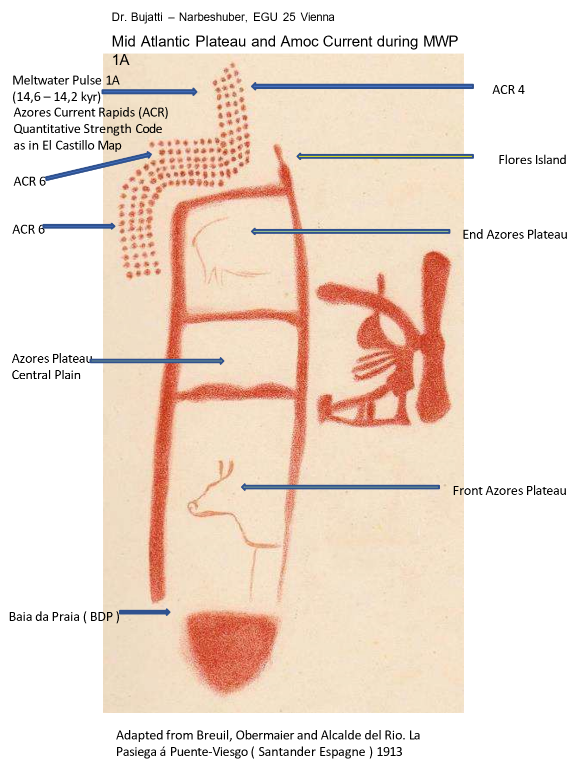 Dr. Bujatti – Narbeshuber, EGU 25 Vienna
Mid Atlantic Plateau and Amoc Current during MWP
1A
Meltwater Pulse 1A
(14,6 – 14,2 kyr)
Azores Current Rapids (ACR)
Quantitative Strength Code
as in El Castillo Map
ACR 4
Flores Island
ACR 6
ACR 6
End Azores Plateau
Azores Plateau
Central Plain
Front Azores Plateau
Baia da Praia ( BDP )
Adapted from Breuil, Obermaier and Alcalde del Rio. La
Pasiega á Puente-Viesgo ( Santander Espagne ) 1913